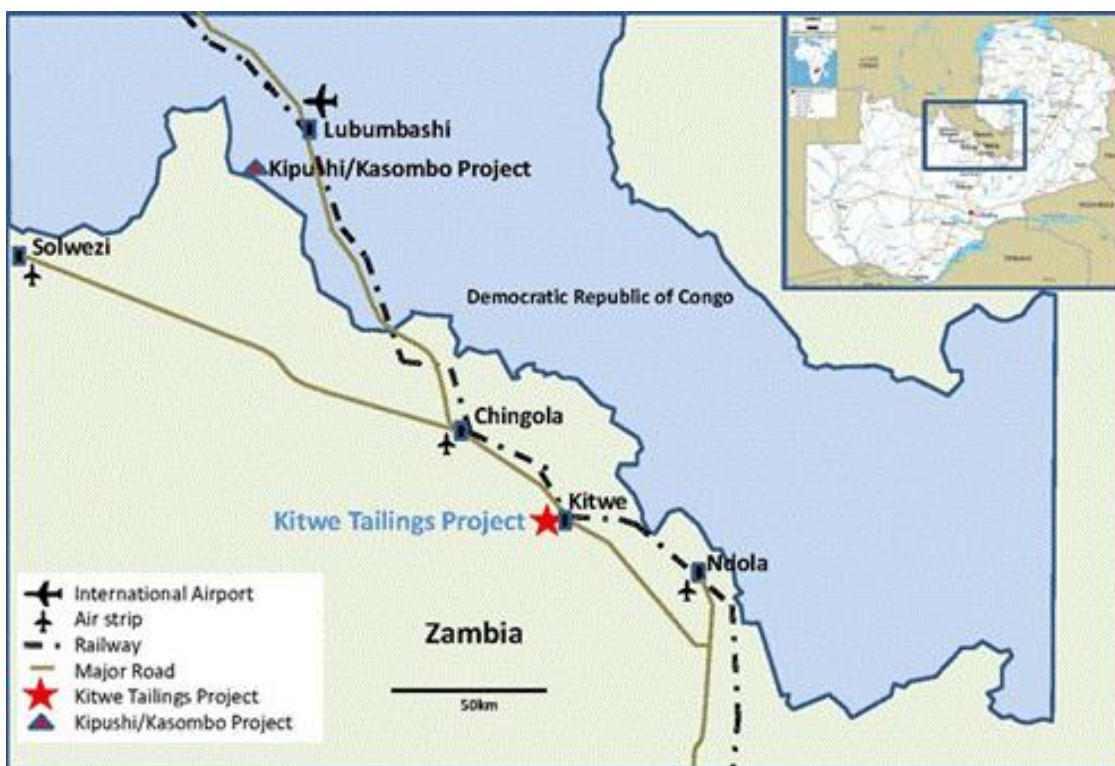 Lubumbashi
Kipushi/Kasombo Project
Solwezi
Democratic Republic of Congo
Chingola
Kitwe
Kitwe Tailings Project
Ndola
International Airport
Air strip
Railway
Major Road
Kitwe Tailings Project
Kipushi/Kasombo Project
Zambia
50km